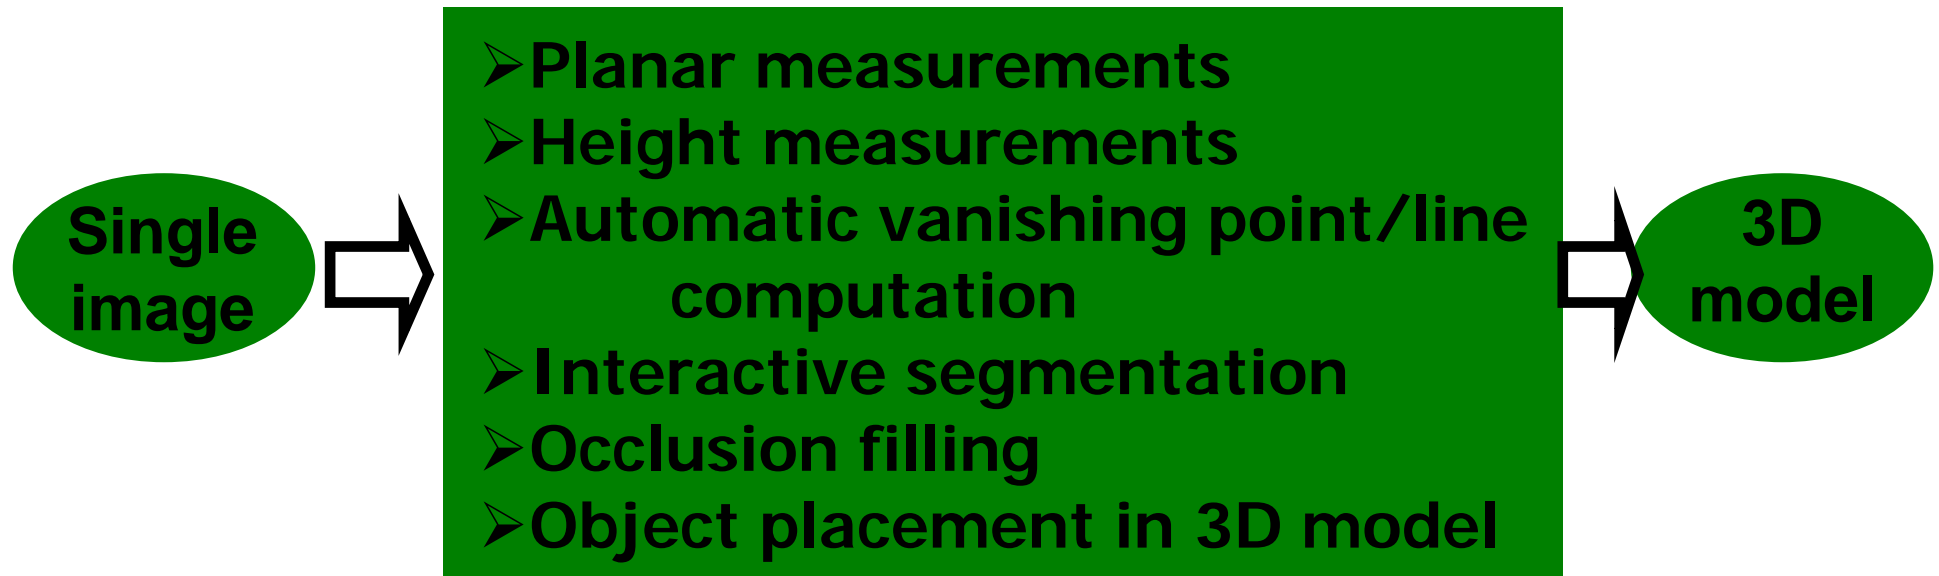 Single
image
➢Planar measurements
➢Height measurements
➢Automatic vanishing point/line
computation
➢Interactive segmentation
➢Occlusion filling
➢Object placement in 3D model
3D
model